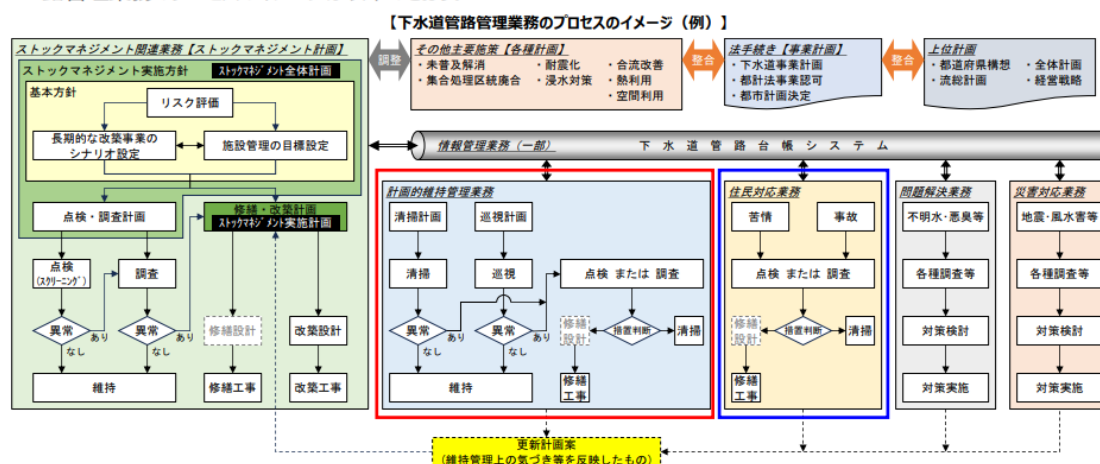 【下水道管路管理業務のプロセスのイメージ（例）】
ストックマネジメント関連業務【ストックマネジメント計画】
ストックマネジメント実施方針
ストックマネジメント全体計画
基本方針
リスク評価
長期的な改築事業の
シナリオ設定
施設管理の目標設定
点検・調査計画
修繕・改築計画
ストックマネジメント実施計画
点検
(スクリーニング)
調査
異常
あり
なし
異常
あり
なし
修繕設計
改築設計
維持
修繕工事
改築工事
調整
その他主要施策【各種計画】
・未普及解消
・耐震化
・合流改善
・集合処理区統廃合
・浸水対策
・熱利用
・空間利用
整合
法手続き【事業計画】
・下水道事業計画
・都計法事業認可
・都市計画決定
整合
上位計画
・都道府県構想
・全体計画
・流総計画
・経営戦略
情報管理業務（一部）
下水道管路台帳システム
計画的維持管理業務
清掃計画
巡視計画
清掃
巡視
点検 または 調査
異常
あり
なし
異常
あり
なし
修繕
設計
措置判断
清掃
維持
修繕
工事
住民対応業務
苦情
事故
点検 または 調査
修繕
設計
措置判断
清掃
修繕
工事
問題解決業務
不明水・悪臭等
各種調査等
対策検討
対策実施
災害対応業務
地震・風水害等
各種調査等
対策検討
対策実施
更新計画案
(維持管理上の気づき等を反映したもの)